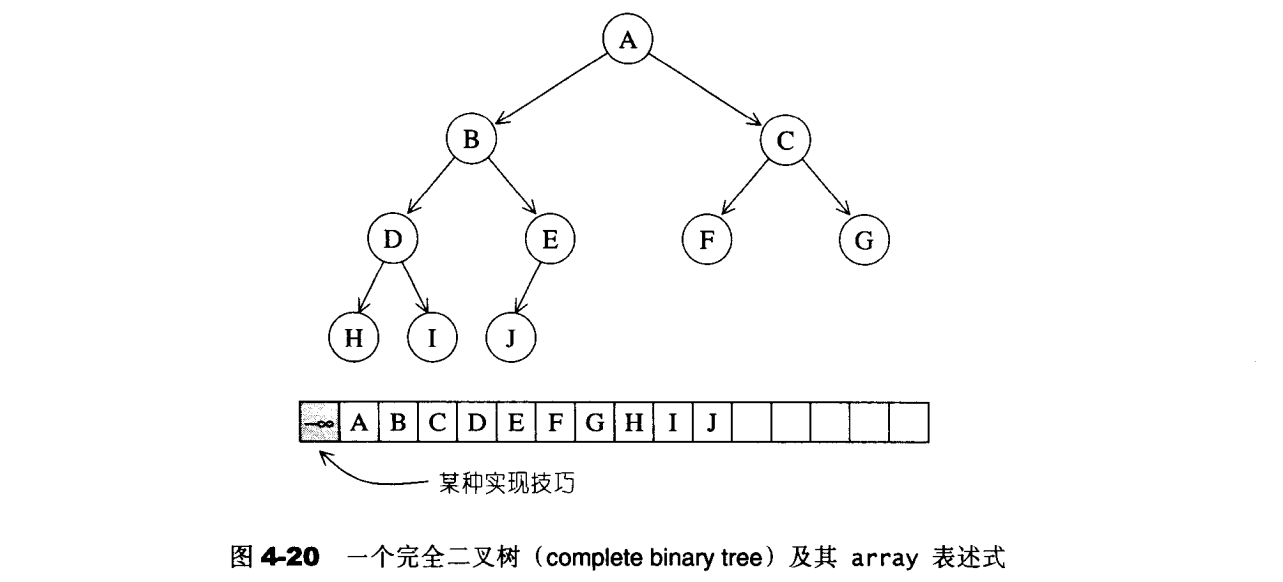 A
B C
D E F G
H I J
-∞ A B C D E F G H I J
某种实现技巧
图 4-20 一个完全二叉树（complete binary tree）及其 array 表述式